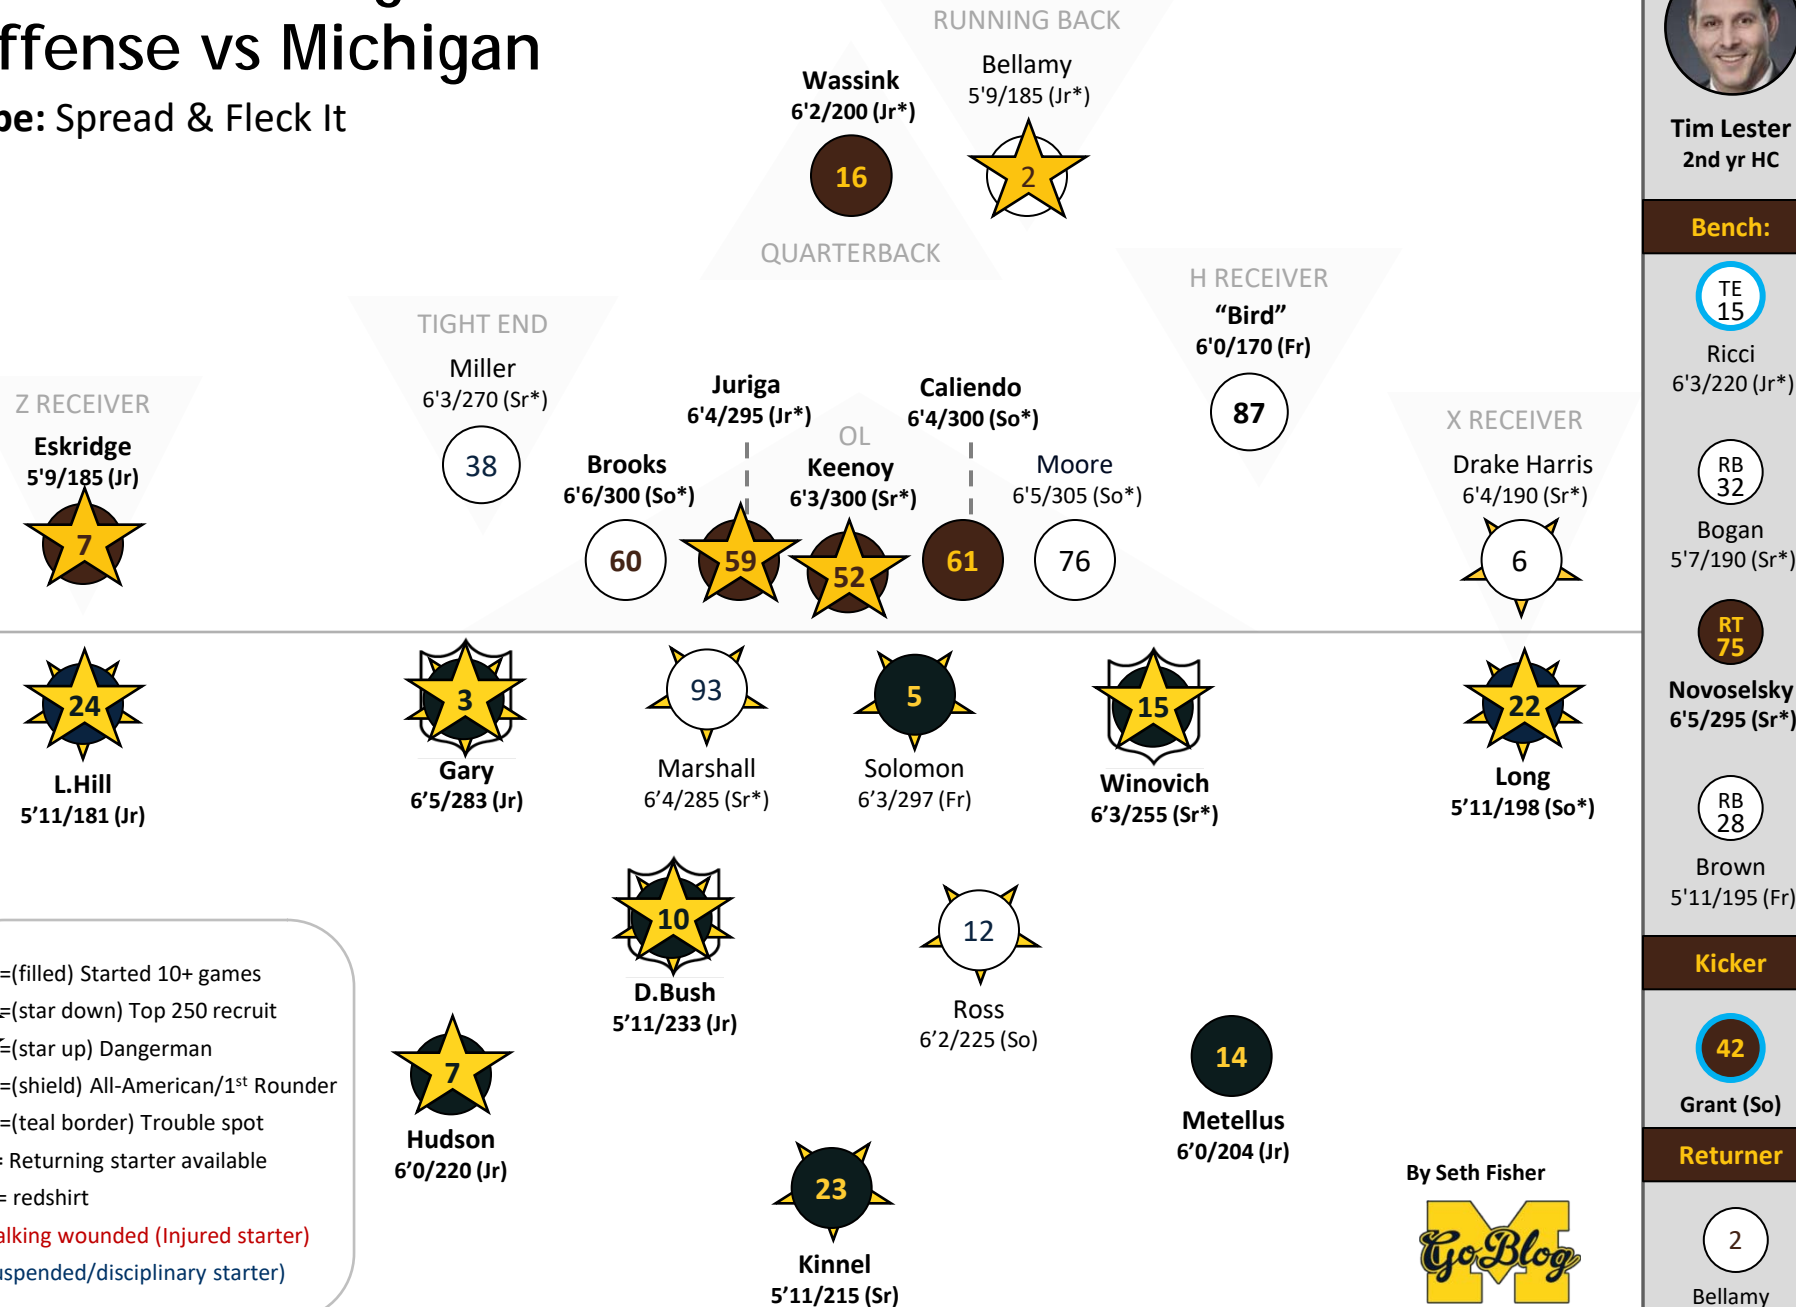 ffense vs Michigan
pe: Spread & Fleck It
RUNNING BACK
Bellamy
5'9/185 (Jr*)
2
Wassink
6'2/200 (Jr*)
16
QUARTERBACK
H RECEIVER
“Bird”
6'0/170 (Fr)
87
TIGHT END
Miller
6'3/270 (Sr*)
38
Z RECEIVER
Eskridge
5'9/185 (Jr)
7
Brooks
6'6/300 (So*)
60
Juriga
6'4/295 (Jr*)
59
OL
Keenoy
6'3/300 (Sr*)
52
Caliendo
6'4/300 (So*)
61
Moore
6'5/305 (So*)
76
X RECEIVER
Drake Harris
6'4/190 (Sr*)
6
24
L.Hill
5’11/181 (Jr)
3
Gary
6’5/283 (Jr)
93
Marshall
6’4/285 (Sr*)
5
Solomon
6’3/297 (Fr)
15
Winovich
6’3/255 (Sr*)
22
Long
5’11/198 (So*)
10
D.Bush
5’11/233 (Jr)
12
Ross
6’2/225 (So)
7
Hudson
6’0/220 (Jr)
14
Metellus
6’0/204 (Jr)
23
Kinnel
5’11/215 (Sr)
=(filled) Started 10+ games
=(star down) Top 250 recruit
=(star up) Dangerman
=(shield) All-American/1st Rounder
=(teal border) Trouble spot
= Returning starter available
= redshirt
alking wounded (Injured starter)
uspended/disciplinary starter)
By Seth Fisher
GoBlog
Tim Lester
2nd yr HC
Bench:
TE
15
Ricci
6'3/220 (Jr*)
RB
32
Bogan
5'7/190 (Sr*)
RT
75
Novoselsky
6'5/295 (Sr*)
RB
28
Brown
5'11/195 (Fr)
Kicker
42
Grant (So)
Returner
2
Bellamy